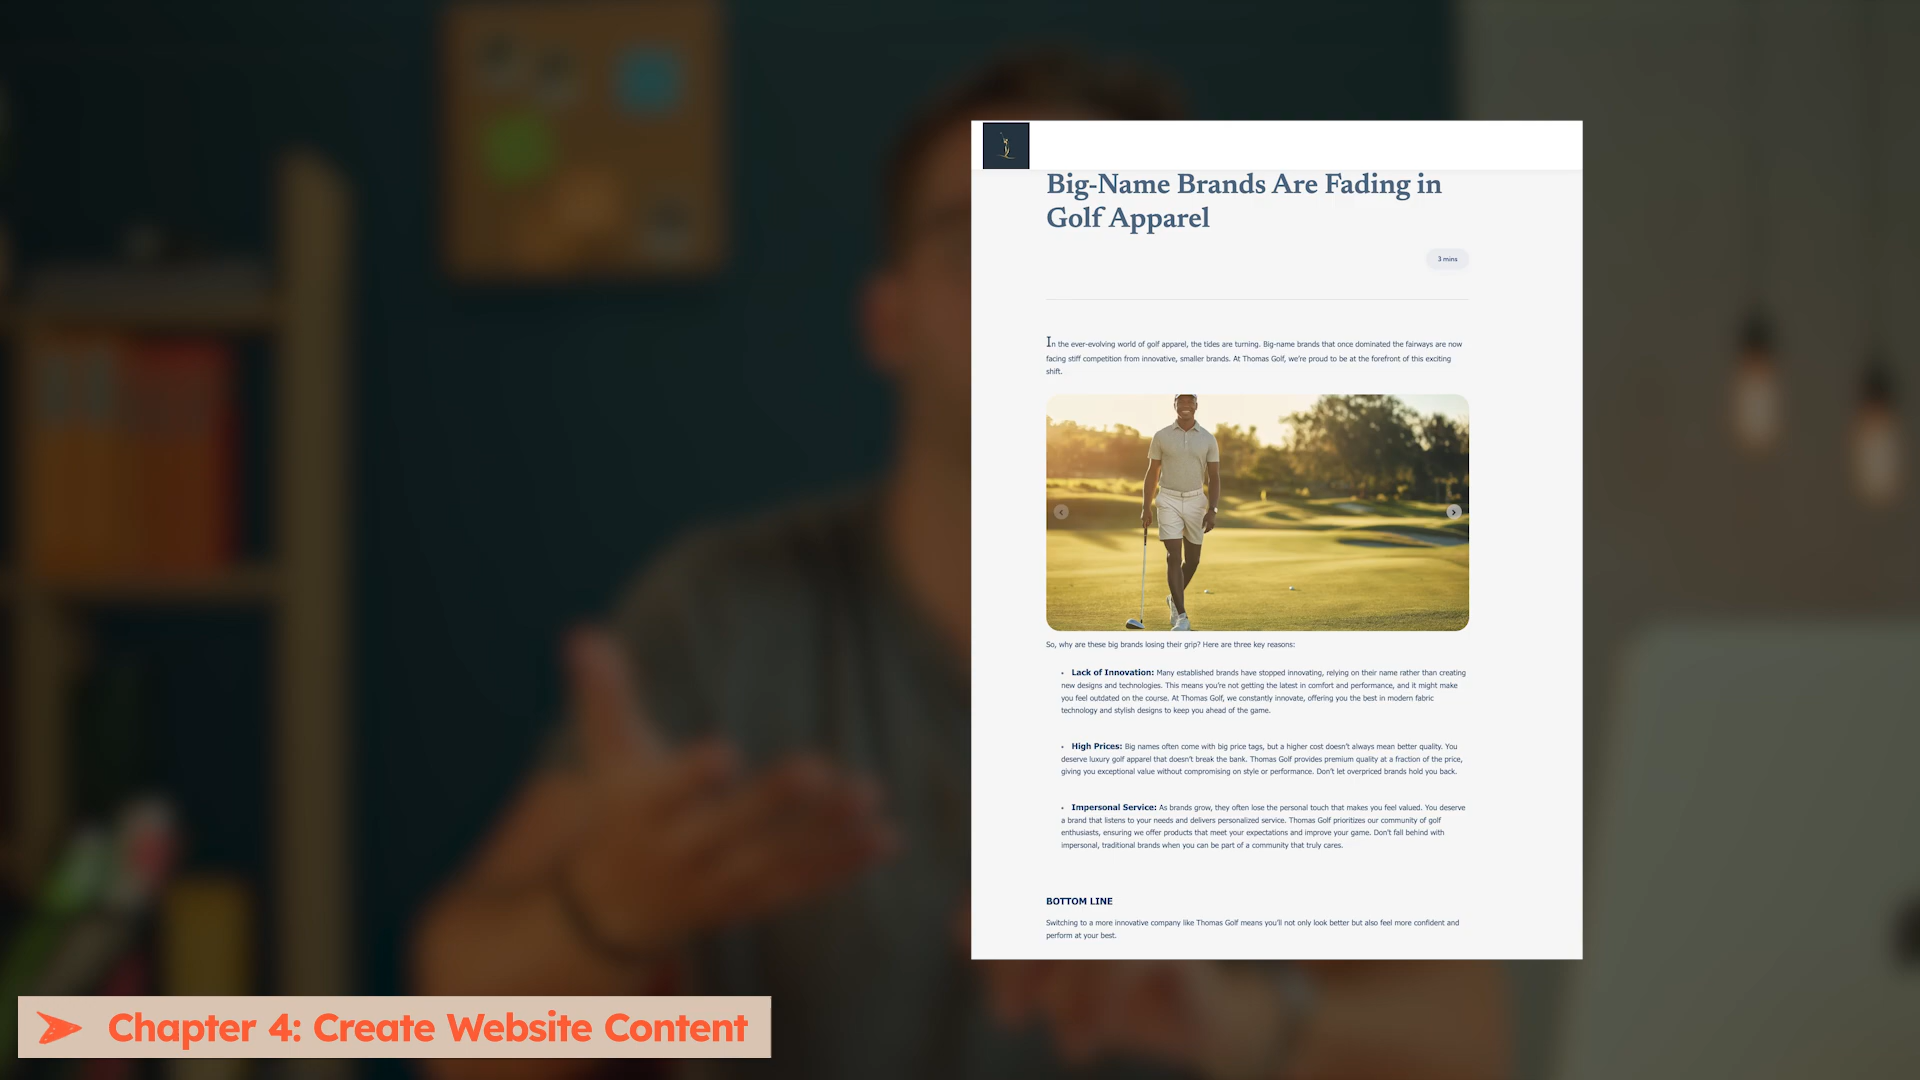 Big-Name Brands Are Fading in
Golf Apparel
3 mins
In the ever-evolving world of golf apparel, the tides are turning. Big-name brands that once dominated the fairways are now
facing stiff competition from innovative, smaller brands. At Thomas Golf, we're proud to be at the forefront of this exciting
shift.
So, why are these big brands losing their grip? Here are three key reasons:
• Lack of Innovation: Many established brands have stopped innovating, relying on their name rather than creating
new designs and technologies. This means you're not getting the latest in comfort and performance, and it might make
you feel outdated on the course. At Thomas Golf, we constantly innovate, offering you the best in modern fabric
technology and stylish designs to keep you ahead of the game.
• High Prices: Big names often come with big price tags, but a higher cost doesn't always mean better quality. You
deserve luxury golf apparel that doesn't break the bank. Thomas Golf provides premium quality at a fraction of the price,
giving you exceptional value without compromising on style or performance. Don't let overpriced brands hold you back.
• Impersonal Service: As brands grow, they often lose the personal touch that makes you feel valued. You deserve
a brand that listens to your needs and delivers personalized service. Thomas Golf prioritizes our community of golf
enthusiasts, ensuring we offer products that meet your expectations and improve your game. Don't fall behind with
impersonal, traditional brands when you can be part of a community that truly cares.
BOTTOM LINE
Switching to a more innovative company like Thomas Golf means you'll not only look better but also feel more confident and
perform at your best.
Chapter 4: Create Website Content